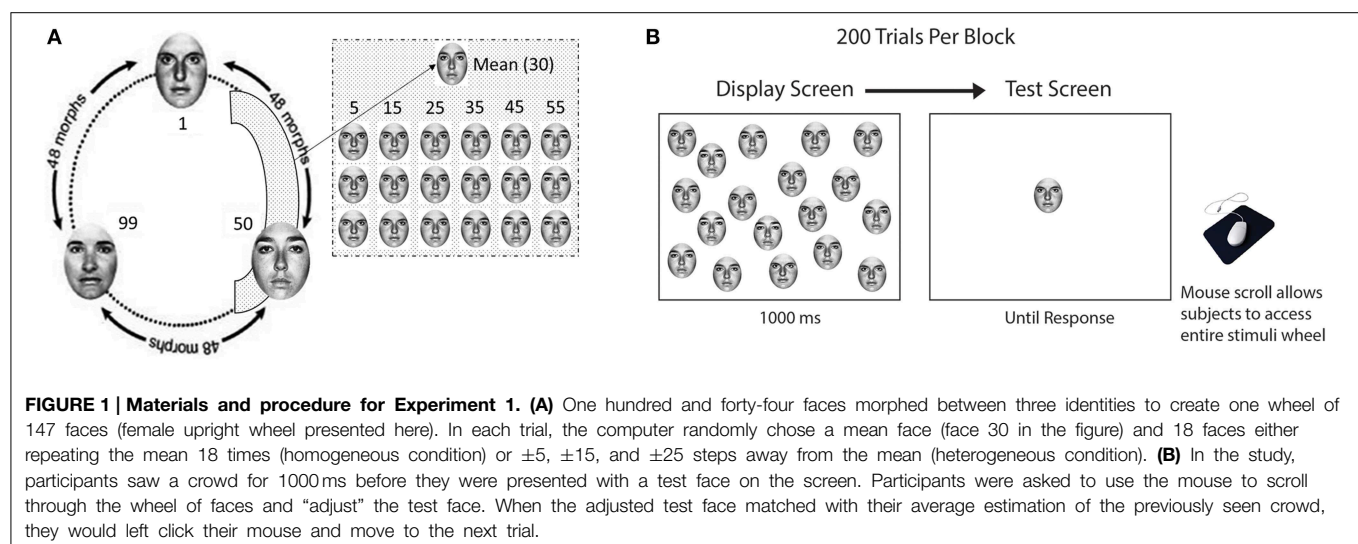 A
48 morphs
1
48 morphs
99
50
48 morphs
Mean (30)
5 15 25 35 45 55
B
200 Trials Per Block
Display Screen Test Screen
1000 ms
Until Response
Mouse scroll allows
subjects to access
entire stimuli wheel
FIGURE 1 | Materials and procedure for Experiment 1. (A) One hundred and forty-four faces morphed between three identities to create one wheel of
147 faces (female upright wheel presented here). In each trial, the computer randomly chose a mean face (face 30 in the figure) and 18 faces either
repeating the mean 18 times (homogeneous condition) or ±5, ±15, and ±25 steps away from the mean (heterogeneous condition). (B) In the study,
participants saw a crowd for 1000 ms before they were presented with a test face on the screen. Participants were asked to use the mouse to scroll
through the wheel of faces and “adjust” the test face. When the adjusted test face matched with their average estimation of the previously seen crowd,
they would left click their mouse and move to the next trial.